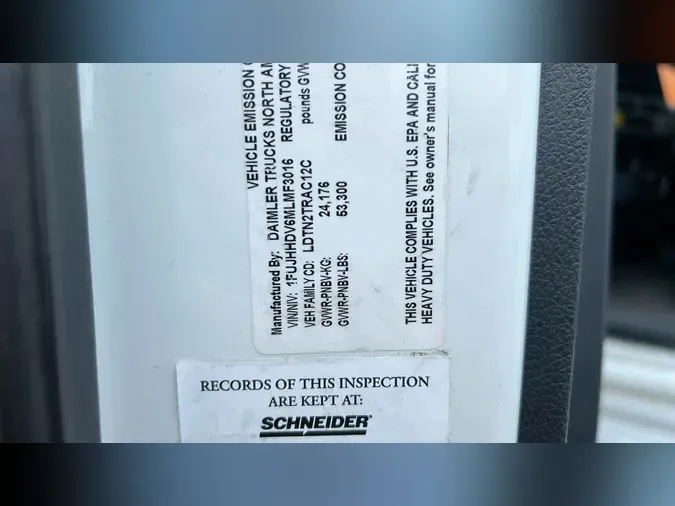 VEHICLE EMISSION
Manufactured By: DAIMLER TRUCKS NORTH AM
VIN/NIV: 1FUJHHDV6MLMF3016 REGULATORY
VEH FAMILY CD: LDTN2TRAC12C pounds GVW
GVWR-PNBV-KG: 24,176
GVWR-PNBV-LBS: 53,300 EMISSION CO
THIS VEHICLE COMPLIES WITH U.S. EPA AND CALI
HEAVY DUTY VEHICLES. See owner's manual for
RECORDS OF THIS INSPECTION
ARE KEPT AT:
SCHNEIDER